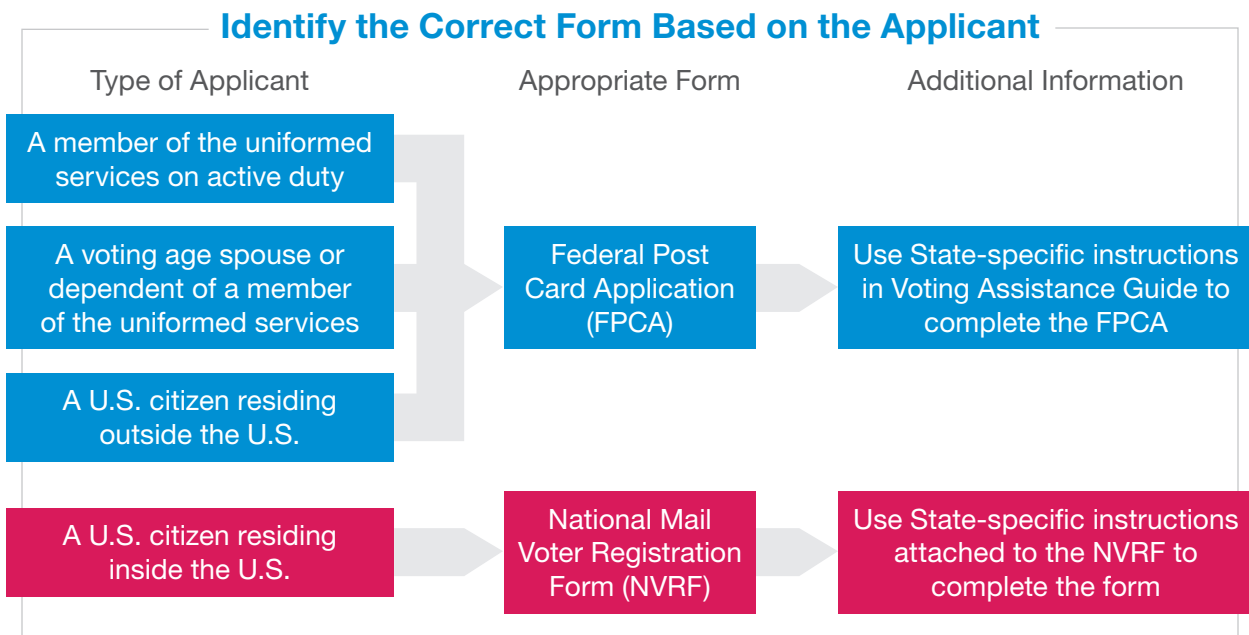 Identify the Correct Form Based on the Applicant
Type of Applicant
Appropriate Form
Additional Information
A member of the uniformed
services on active duty
A voting age spouse or
dependent of a member
of the uniformed services
A U.S. citizen residing
outside the U.S.
Federal Post
Card Application
(FPCA)
Use State-specific instructions
in Voting Assistance Guide to
complete the FPCA
A U.S. citizen residing
inside the U.S.
National Mail
Voter Registration
Form (NVRF)
Use State-specific instructions
attached to the NVRF to
complete the form